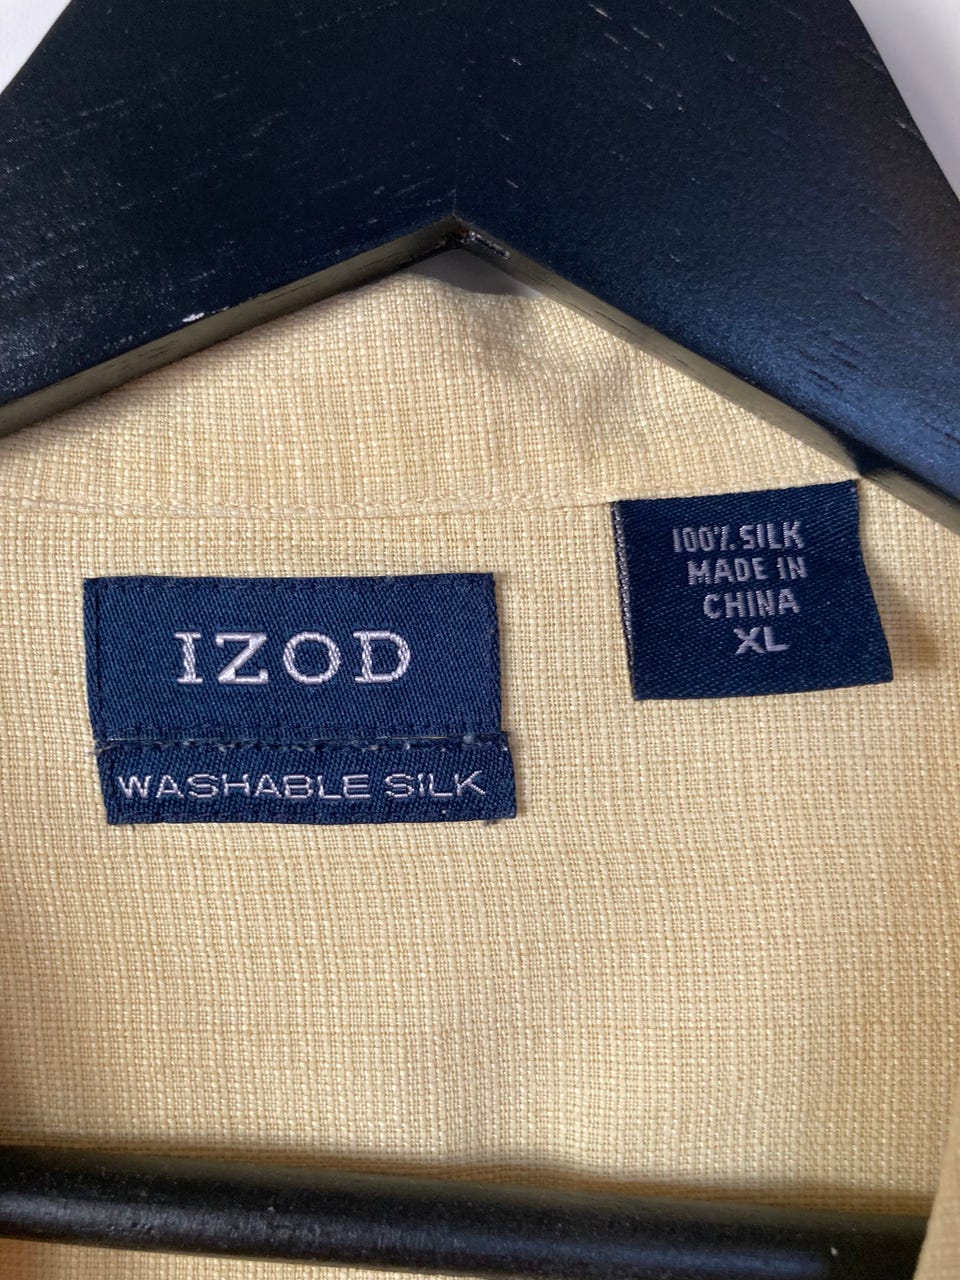 IZOD
WASHABLE SILK
100% SILK
MADE IN
CHINA
XL